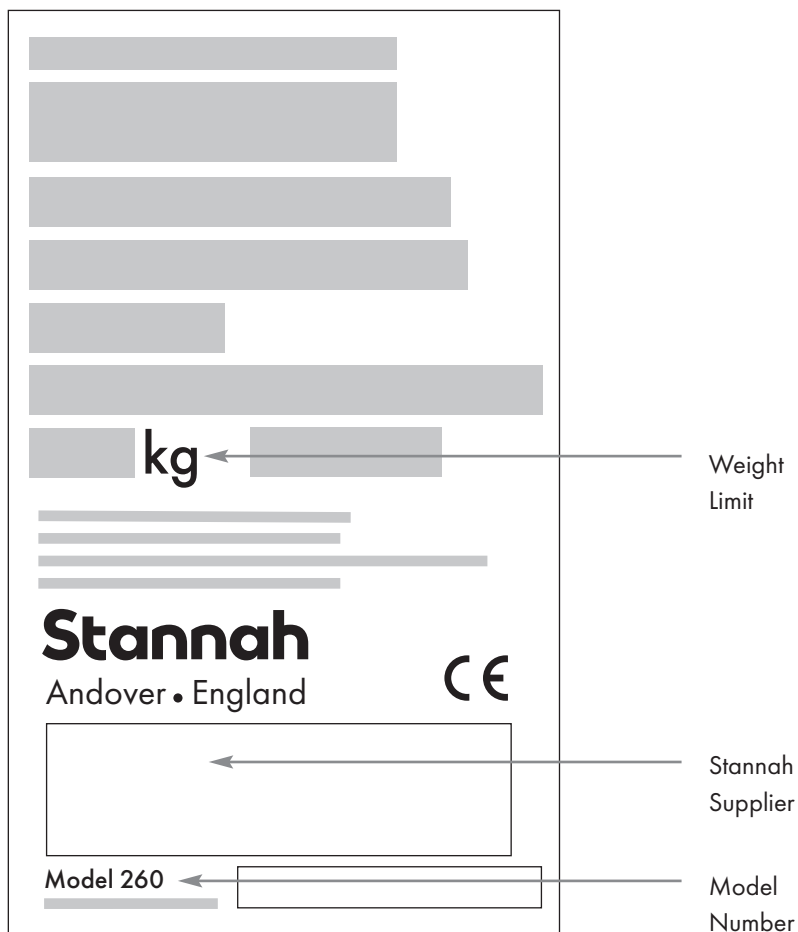 kg
Weight
Limit
Stannah
Andover • England
CE
Stannah
Supplier
Model 260
Model
Number